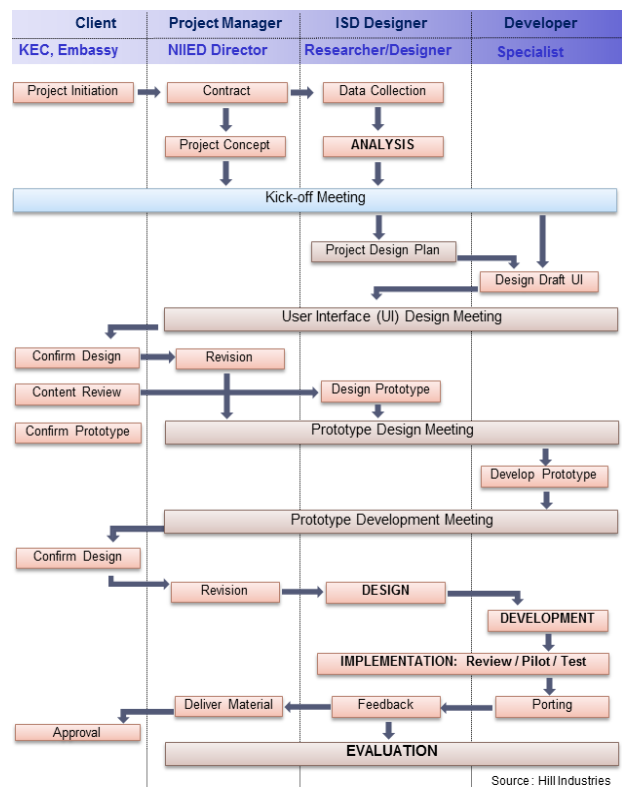 Client Project Manager ISD Designer Developer
KEC, Embassy NIIED Director Researcher/Designer Specialist
Project Initiation Contract Data Collection
Project Concept ANALYSIS
Kick-off Meeting
Project Design Plan
Design Draft UI
User Interface (UI) Design Meeting
Confirm Design Revision
Content Review Design Prototype
Confirm Prototype Prototype Design Meeting
Develop Prototype
Prototype Development Meeting
Confirm Design
Revision DESIGN
DEVELOPMENT
IMPLEMENTATION: Review / Pilot / Test
Deliver Material Feedback Porting
Approval
EVALUATION
Source : Hill Industries